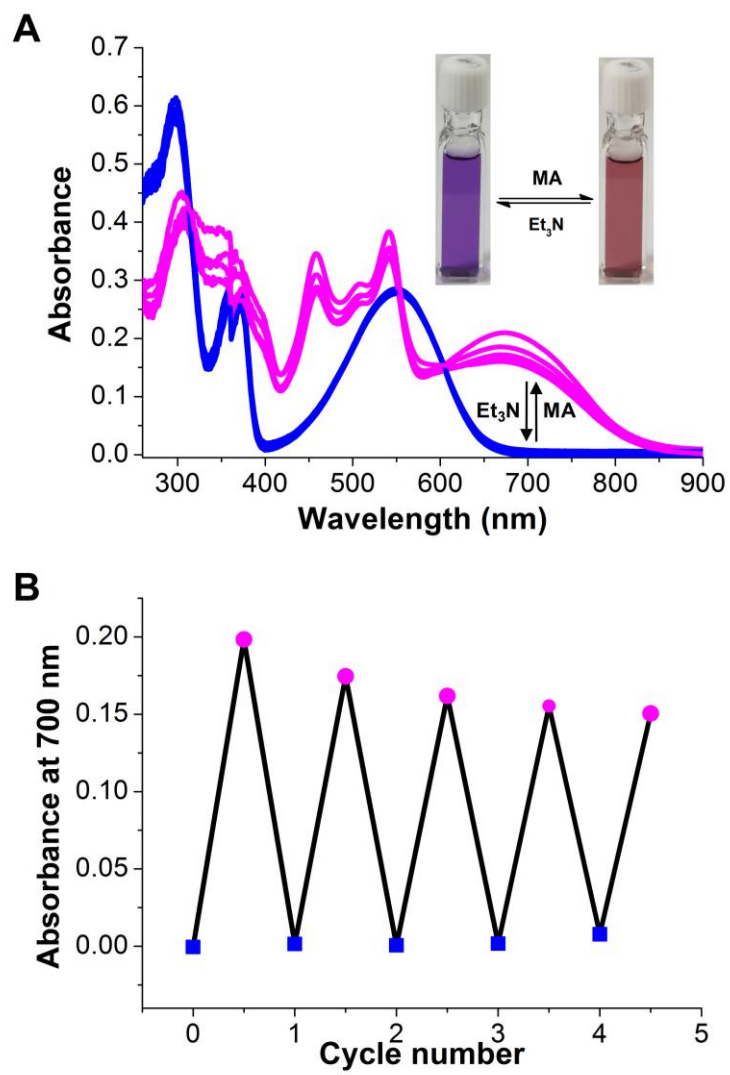 A
0.7
0.6
0.5
0.4
0.3
0.2
0.1
0.0
Absorbance
MA
Et₃N
Et₃N MA
300 400 500 600 700 800 900
Wavelength (nm)
B
0.20
0.15
0.10
0.05
0.00
Absorbance at 700 nm
0 1 2 3 4 5
Cycle number